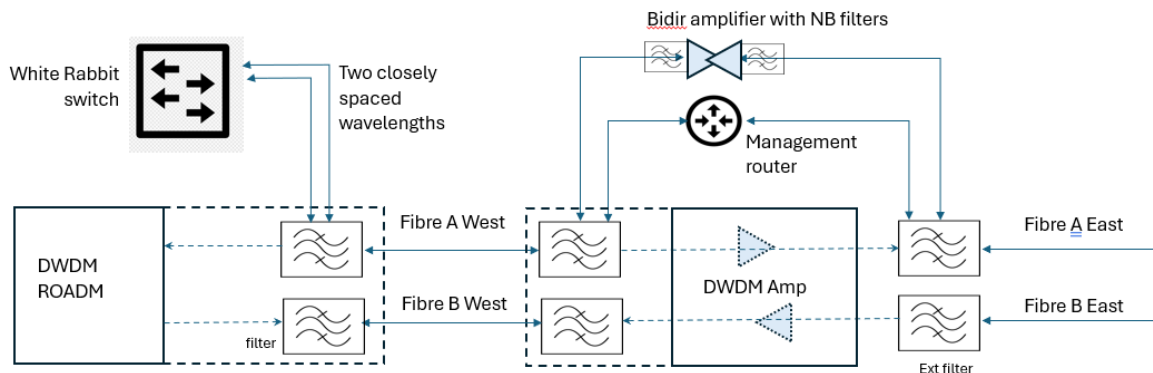 Bidir amplifier with NB filters
White Rabbit
switch
Two closely
spaced
wavelengths
Management
router
Fibre A West
Fibre A East
DWDM
ROADM
DWDM Amp
Fibre B West
Fibre B East
filter
Ext filter